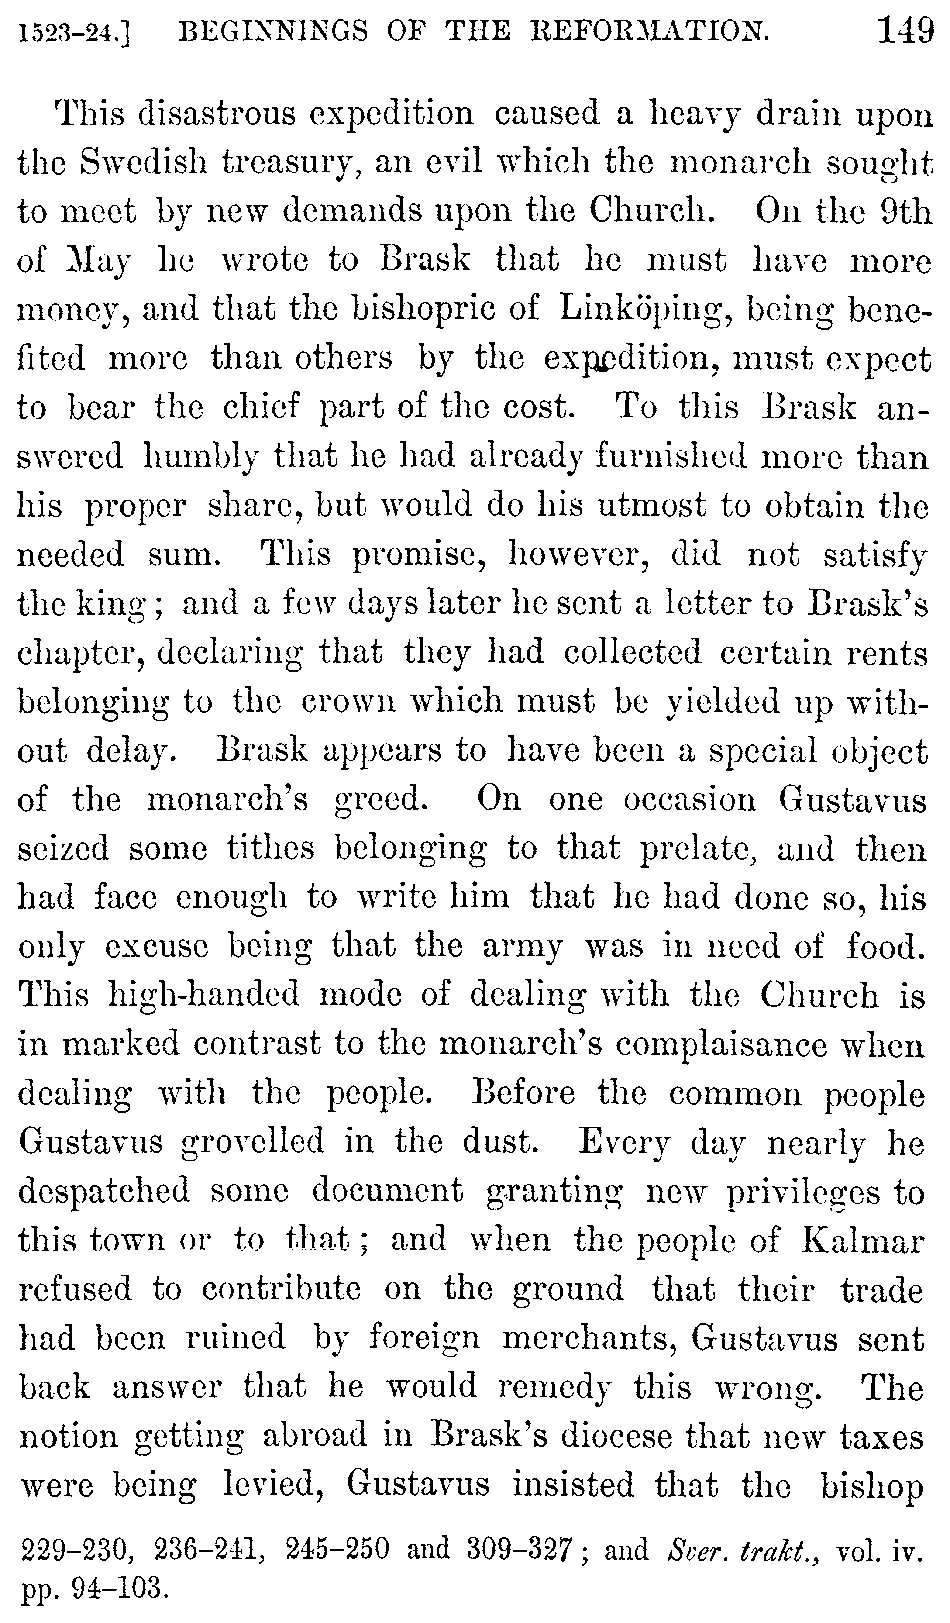 1523–24.] BEGINNINGS OF THE REFORMATION. 149
This disastrous expedition caused a heavy drain upon
the Swedish treasury, an evil which the monarch sought
to meet by new demands upon the Church. On the 9th
of May he wrote to Brask that he must have more
money, and that the bishopric of Linköping, being bene-
fited more than others by the expedition, must expect
to bear the chief part of the cost. To this Brask an-
swered humbly that he had already furnished more than
his proper share, but would do his utmost to obtain the
needed sum. This promise, however, did not satisfy
the king; and a few days later he sent a letter to Brask's
chapter, declaring that they had collected certain rents
belonging to the crown which must be yielded up with-
out delay. Brask appears to have been a special object
of the monarch's greed. On one occasion Gustavus
seized some tithes belonging to that prelate, and then
had face enough to write him that he had done so, his
only excuse being that the army was in need of food.
This high-handed mode of dealing with the Church is
in marked contrast to the monarch's complaisance when
dealing with the people. Before the common people
Gustavus grovelled in the dust. Every day nearly he
despatched some document granting new privileges to
this town or to that; and when the people of Kalmar
refused to contribute on the ground that their trade
had been ruined by foreign merchants, Gustavus sent
back answer that he would remedy this wrong. The
notion getting abroad in Brask's diocese that new taxes
were being levied, Gustavus insisted that the bishop
229–230, 236–241, 245–250 and 309–327; and Sver. trakt., vol. iv.
pp. 94–103.